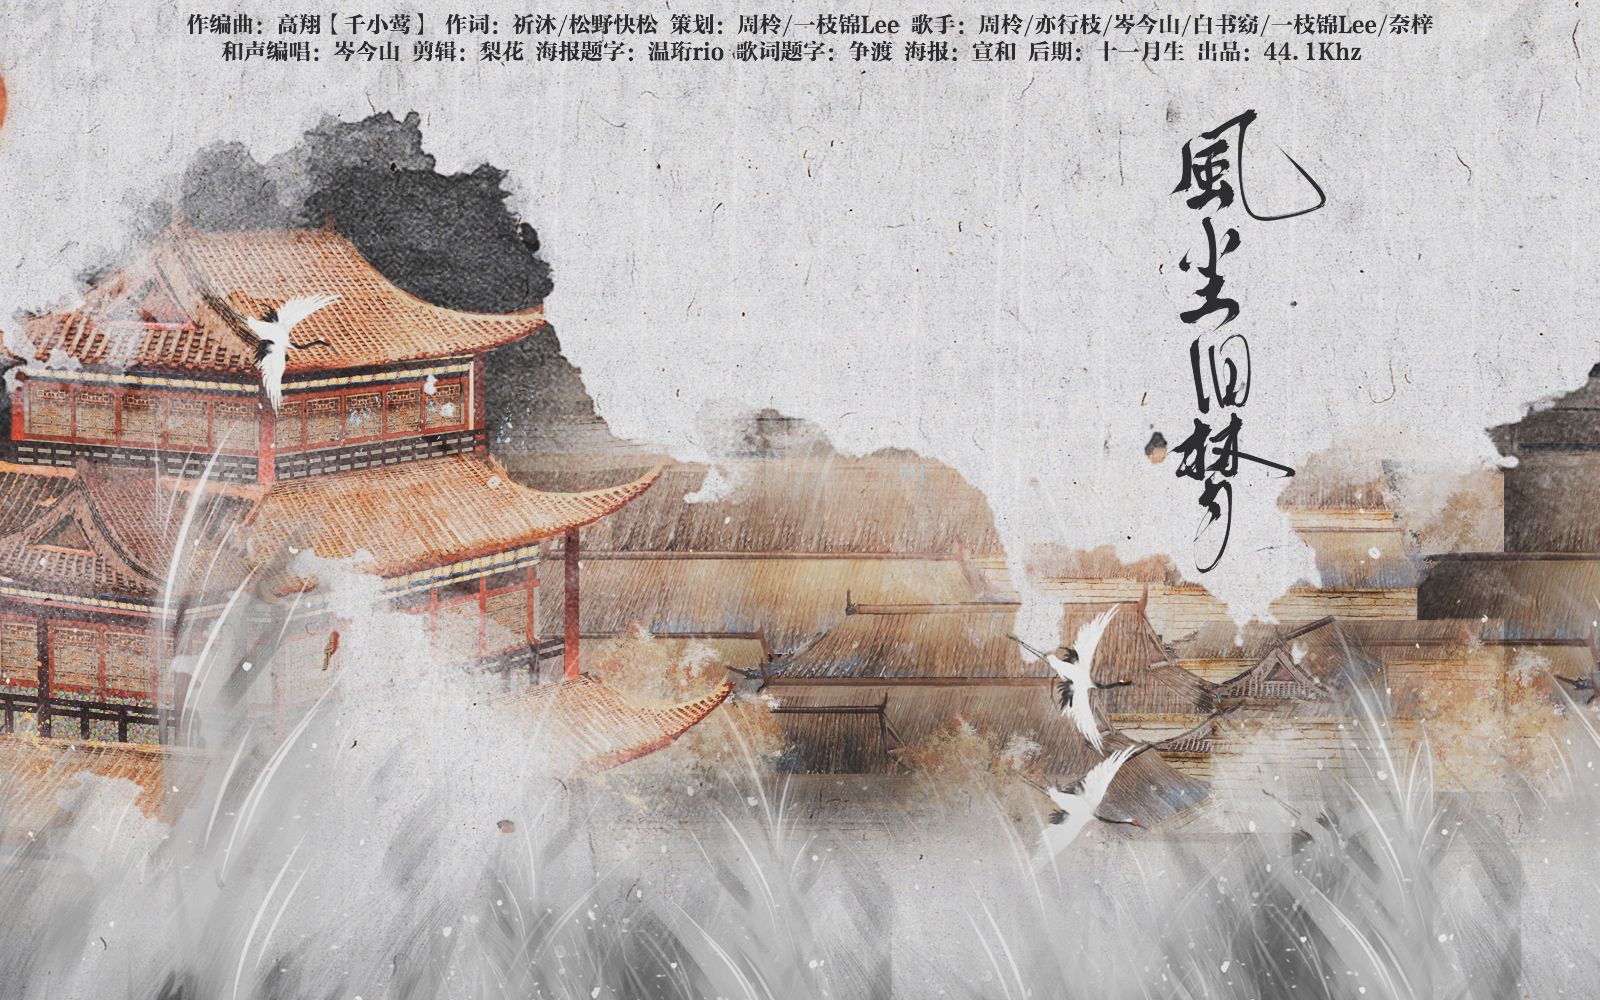 作编曲：高翔【千小莺】 作词：祈沐/松野快松 策划：周柃/一枝锦Lee 歌手：周柃/亦行枝/岑今山/白书窈/一枝锦Lee/奈梓
和声编唱：岑今山 剪辑：梨花 海报题字：温珩rio 歌词题字：争渡 海报：宣和 后期：十一月生 出品：44.1Khz
風尘旧梦